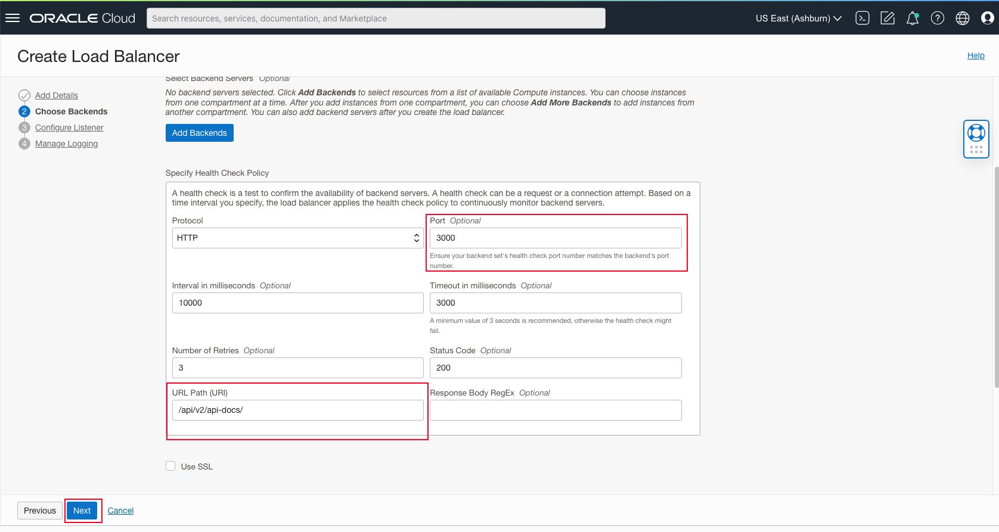 ORACLE Cloud
Search resources, services, documentation, and Marketplace
US East (Ashburn)
Create Load Balancer
Help
Add Details
2 Choose Backends
3 Configure Listener
4 Manage Logging
Select Backend Servers Optional
No backend servers selected. Click Add Backends to select resources from a list of available Compute instances. You can choose instances
from one compartment at a time. After you add instances from one compartment, you can choose Add More Backends to add instances from
another compartment. You can also add backend servers after you create the load balancer.
Add Backends
Specify Health Check Policy
A health check is a test to confirm the availability of backend servers. A health check can be a request or a connection attempt. Based on a
time interval you specify, the load balancer applies the health check policy to continuously monitor backend servers.
Protocol
HTTP
Port Optional
3000
Ensure your backend set's health check port number matches the backend's port
number.
Interval in milliseconds Optional
10000
Timeout in milliseconds Optional
3000
A minimum value of 3 seconds is recommended, otherwise the health check might
fail.
Number of Retries Optional
3
Status Code Optional
200
URL Path (URI)
/api/v2/api-docs/
Response Body RegEx Optional
Use SSL
Previous
Next
Cancel